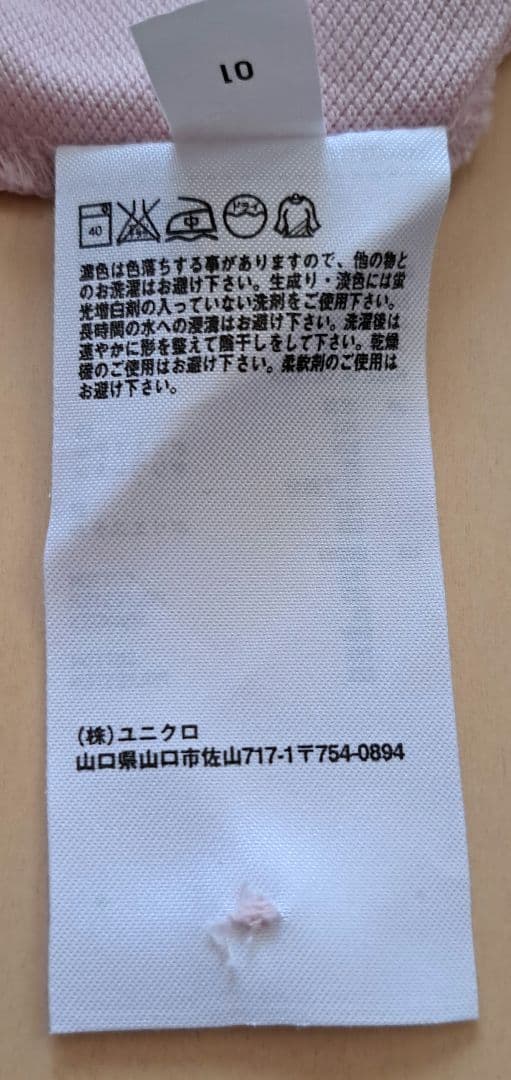 01
40
中
ドライ
濃色は色落ちする事がありますので、他の物と
のお洗濯はお避け下さい。生成り・淡色には蛍
光増白剤の入っていない洗剤をご使用下さい。
長時間の水への浸漬はお避け下さい。洗濯後は
速やかに形を整えて陰干しをして下さい。乾燥
機のご使用はお避け下さい。柔軟剤のご使用は
お避け下さい。
(株)ユニクロ
山口県山口市佐山717-1〒754-0894